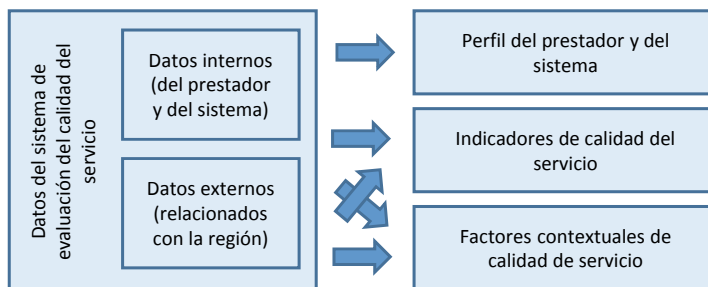 Datos del sistema de
evaluación del calidad del
servicio
Datos internos
(del prestador
y del sistema)
Datos externos
(relacionados
con la región)
Perfil del prestador y del
sistema
Indicadores de calidad del
servicio
Factores contextuales de
calidad de servicio